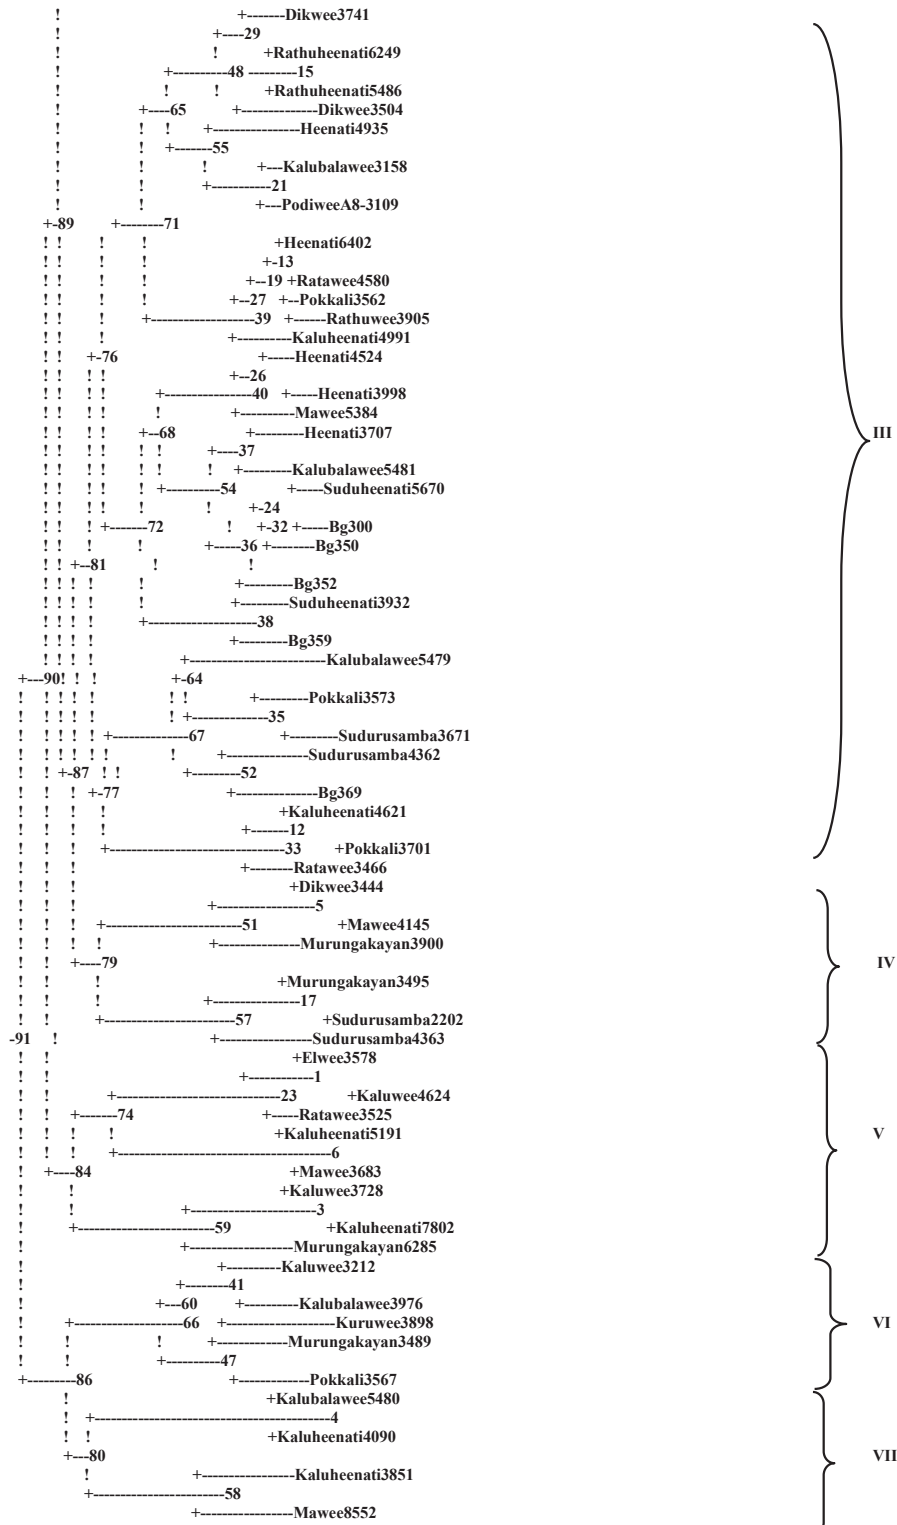 ! +-------Dikwee3741
! +----29
! ! +Rathuheenati6249
! +----------48 ---------15
! ! ! +Rathuheenati5486
! +----65 +--------------Dikwee3504
! ! ! +----------------Heenati4935
! ! +-------55
! ! ! +---Kalubalawee3158
! ! +-----------21
! ! +---PodiweeA8-3109
+-89 +--------71
! ! ! ! +Heenati6402
! ! ! ! +-13
! ! ! ! +--19 +Ratawee4580
! ! ! ! +--27 +--Pokkali3562
! ! ! +------------------39 +------Rathuwee3905
! ! ! +----------Kaluheenati4991
! ! +-76 +-----Heenati4524
! ! ! ! +--26
! ! ! ! +---------------40 +-----Heenati3998
! ! ! ! ! +----------Mawee5384
! ! ! ! +--68 +---------Heenati3707
! ! ! ! ! ! +----37
! ! ! ! ! ! ! +---------Kalubalawee5481
! ! ! ! ! +----------54 +-----Suduheenati5670
! ! ! ! ! ! +-24
! ! ! +-------72 ! +-32 +-----Bg300
! ! ! ! +-----36 +--------Bg350
! ! +--81 ! !
! ! ! ! ! +---------Bg352
! ! ! ! ! +---------Suduheenati3932
! ! ! ! +------------------38
! ! ! ! +---------Bg359
! ! ! ! +-----------------------Kalubalawee5479
+---90! ! ! +-64
! ! ! ! ! ! ! +---------Pokkali3573
! ! ! ! ! ! +-------------35
! ! ! ! ! +-------------67 +---------Sudurusamba3671
! ! ! ! ! ! ! +---------------Sudurusamba4362
! ! +-87 ! ! +---------52
! ! ! +-77 +--------------Bg369
! ! ! ! +Kaluheenati4621
! ! ! ! +-------12
! ! ! +------------------------------33 +Pokkali3701
! ! ! +--------Ratawee3466
! ! ! +Dikwee3444
! ! ! +-----------------5
! ! ! +-----------------------51 +Mawee4145
! ! ! ! +--------------Murungakayan3900
! ! +----79
! ! ! +Murungakayan3495
! ! ! +---------------17
! ! +----------------------57 +Sudurusamba2202
-91 ! +----------------Sudurusamba4363
! ! +Elwee3578
! ! +------------1
! ! +----------------------------23 +Kaluwee4624
! ! +-------74 +-----Ratawee3525
! ! ! ! +Kaluheenati5191
! ! ! +------------------------------------6
! +----84 +Mawee3683
! ! +Kaluwee3728
! ! +----------------------3
! +------------------------59 +Kaluheenati7802
! +------------------Murungakayan6285
! +----------Kaluwee3212
! +--------41
! +---60 +----------Kalubalawee3976
! +-------------------66 +-------------------Kuruwee3898
! ! ! +-------------Murungakayan3489
! ! +----------47
+---------86 +-------------Pokkali3567
! +Kalubalawee5480
! +-----------------------------------------4
! ! +Kaluheenati4090
+---80
! +----------------Kaluheenati3851
+-----------------------58
+----------------Mawee8552
III
IV
V
VI
VII